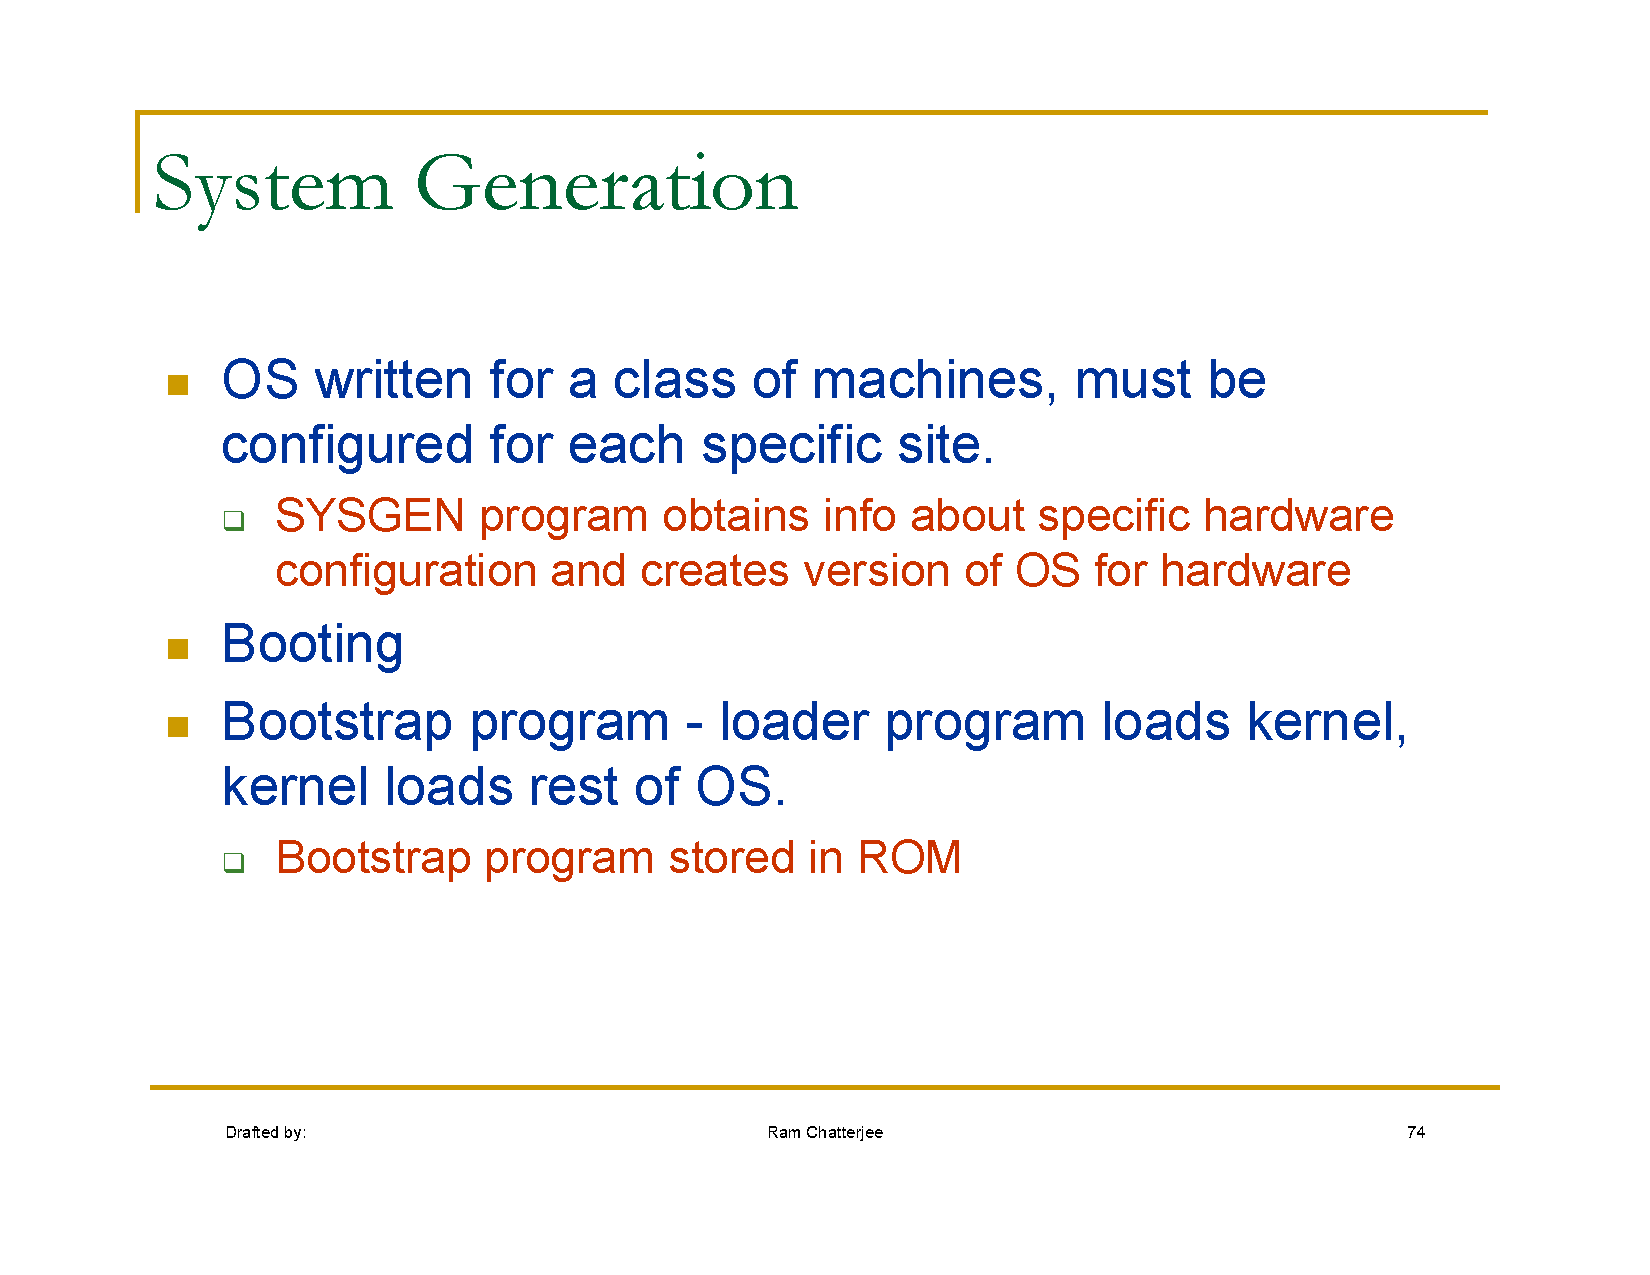 System Generation
OS written for a class of machines, must be
configured for each specific site.
SYSGEN program obtains info about specific hardware
configuration and creates version of OS for hardware
Booting
Bootstrap program - loader program loads kernel,
kernel loads rest of OS.
Bootstrap program stored in ROM
Drafted by: Ram Chatterjee 74